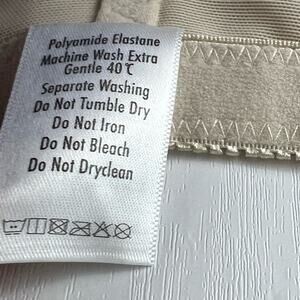 Polyamide Elastane
Machine Wash Extra
Gentle 40℃
Separate Washing
Do Not Tumble Dry
Do Not Iron
Do Not Bleach
Do Not Dryclean